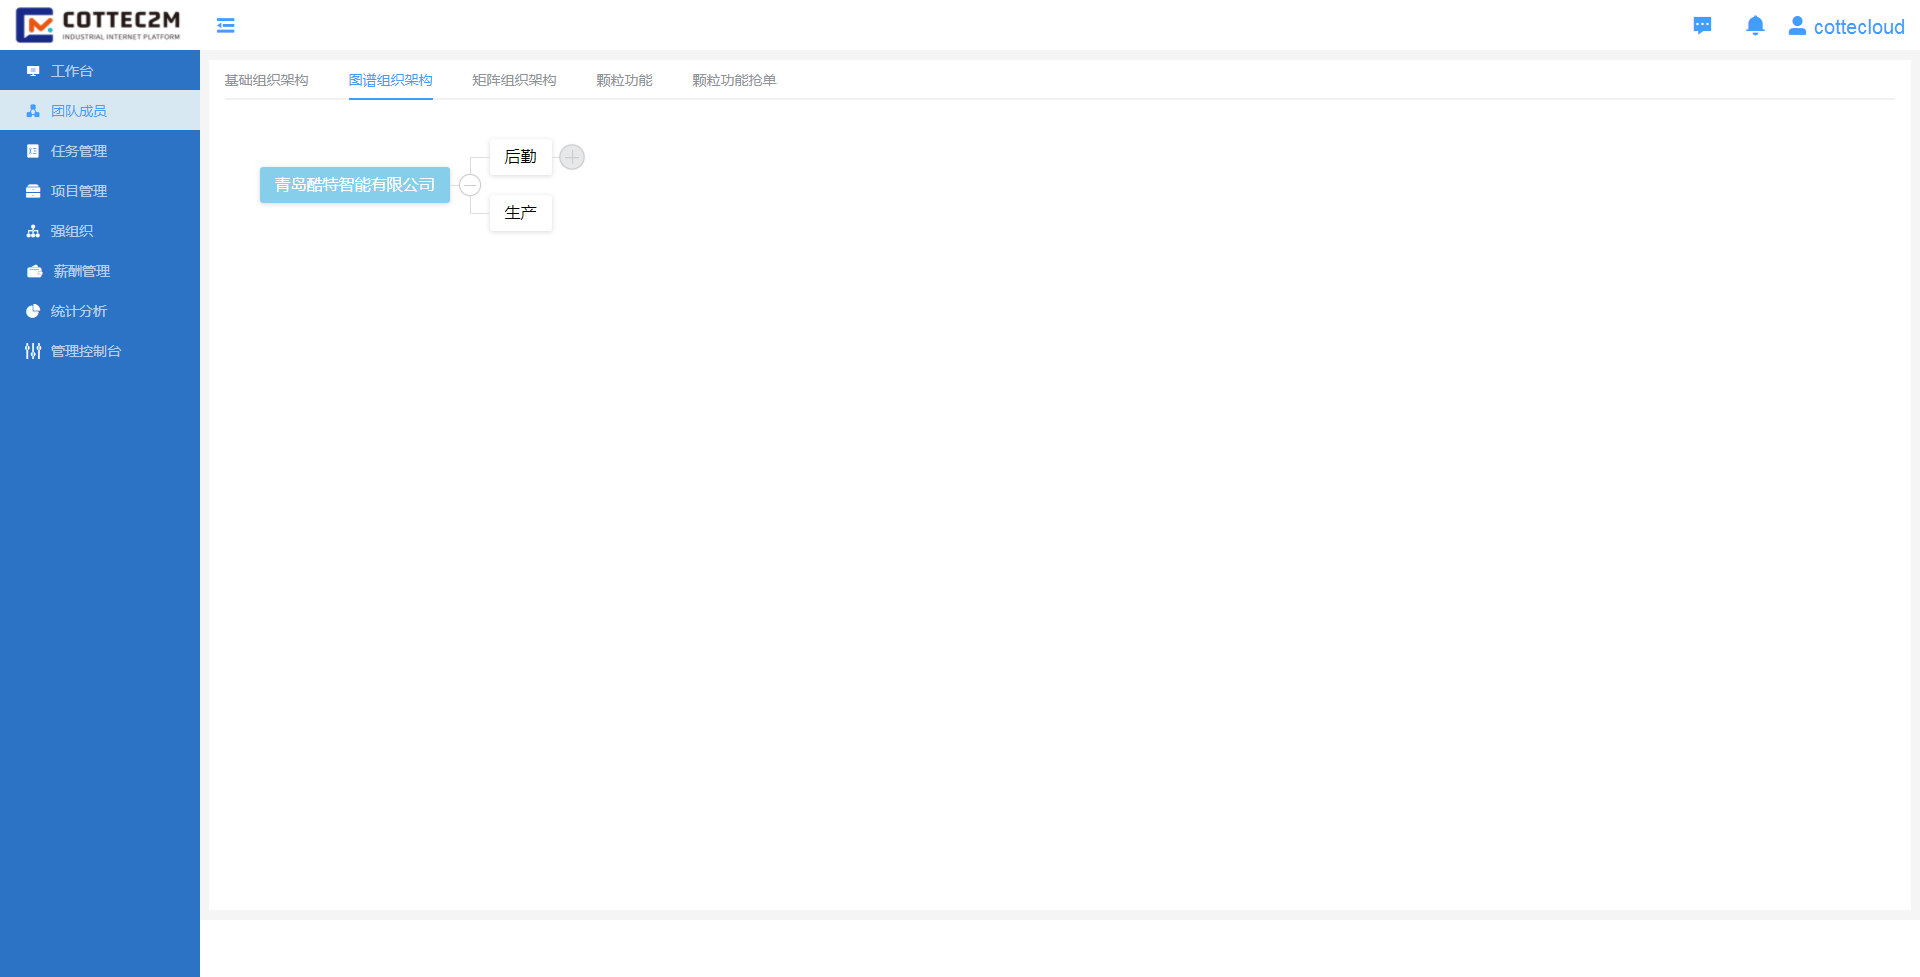 COTTEC2M
INDUSTRIAL INTERNET PLATFORM
cottecloud
工作台
团队成员
任务管理
项目管理
强组织
薪酬管理
统计分析
管理控制台
基础组织架构
图谱组织架构
矩阵组织架构
颗粒功能
颗粒功能抢单
后勤
青岛酷特智能有限公司
生产